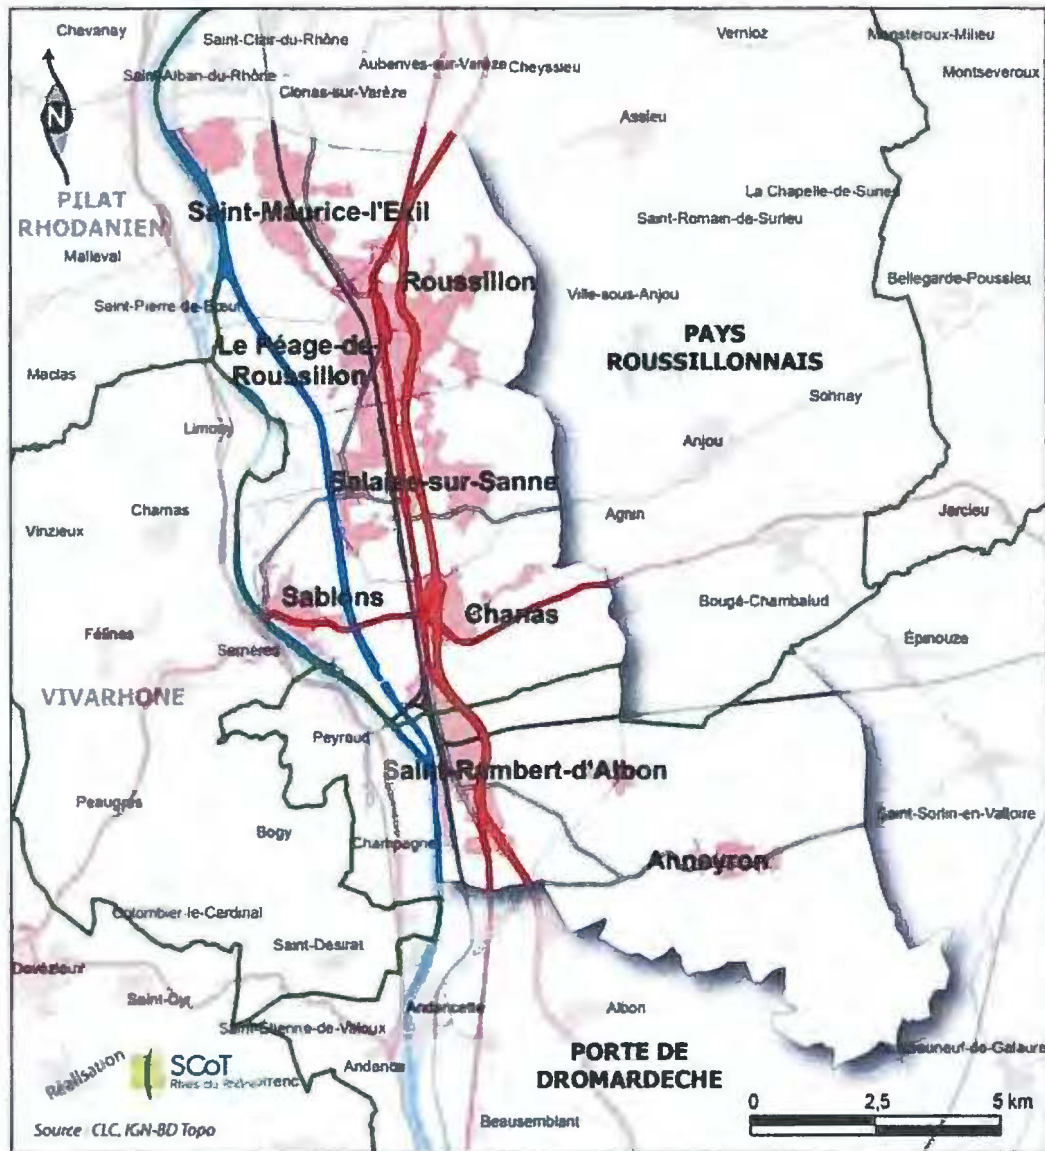 Chavanay
Saint-Clair-du-Rhône
Vernioz
Monsteroux-Milieu
Auberives-sur-Varèze
Cheyssieu
Montseveroux
Saint-Alban-du-Rhône
Clonas-sur-Varèze
Assieu
N
PILAT
RHODANIEN
Saint-Maurice-l'Exil
La Chapelle-de-Surieu
Saint-Romain-de-Surieu
Malleval
Roussillon
Bellegarde-Poussieu
Ville-sous-Anjou
Saint-Pierre-de-Bœuf
PAYS
ROUSSILLONNAIS
Le Péage-de-
Roussillon
Maclas
Sonnay
Limony
Anjou
Salaise-sur-Sanne
Charnas
Agnin
Jarcieu
Vinzieux
Sablons
Chanas
Bougé-Chambalud
Félines
Épinouze
Serrières
VIVARHONE
Peyraud
Saint-Rambert-d'Albon
Peaugres
Saint-Sorlin-en-Valloire
Bogy
Champagne
Anneyron
Colombier-le-Cardinal
Saint-Désirat
Davézieux
Saint-Cyr
Andancette
Albon
Saint-Etienne-de-Valoux
Andance
PORTE DE
DROMARDECHE
Réalisation
SCoT
Rives du Rhône
0 2,5 5 km
Beausemblant
Source : CLC, IGN-BD Topo